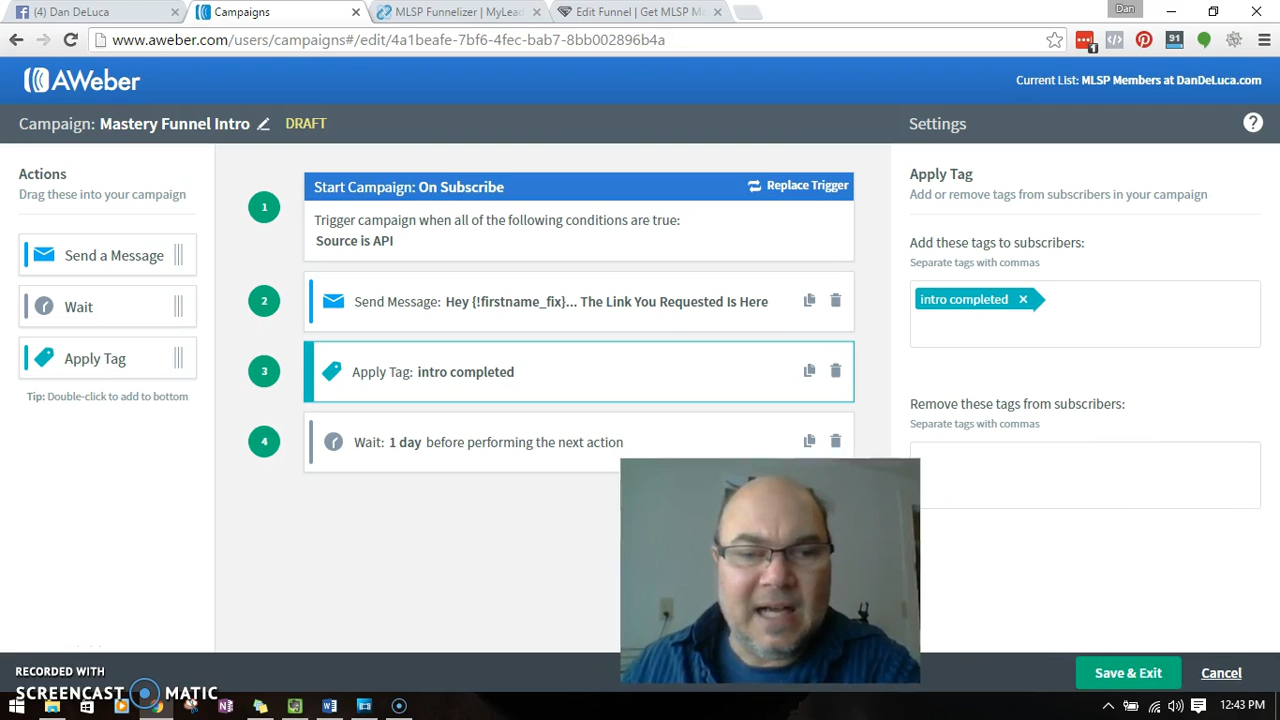 (4) Dan DeLuca
Campaigns
MLSP Funnelizer | MyLead
Edit Funnel | Get MLSP M
Dan
www.aweber.com/users/campaigns#/edit/4a1beafe-7bf6-4fec-bab7-8bb002896b4a
1
91
AWeber
Current List: MLSP Members at DanDeLuca.com
Campaign: Mastery Funnel Intro
DRAFT
Settings
?
Actions
Drag these into your campaign
Send a Message
Wait
Apply Tag
Tip: Double-click to add to bottom
1
Start Campaign: On Subscribe
Replace Trigger
Trigger campaign when all of the following conditions are true:
Source is API
2
Send Message: Hey {!firstname_fix}... The Link You Requested Is Here
3
Apply Tag: intro completed
4
Wait: 1 day before performing the next action
Apply Tag
Add or remove tags from subscribers in your campaign
Add these tags to subscribers:
Separate tags with commas
intro completed
Remove these tags from subscribers:
Separate tags with commas
Save & Exit
Cancel
RECORDED WITH
SCREENCAST MATIC
12:43 PM